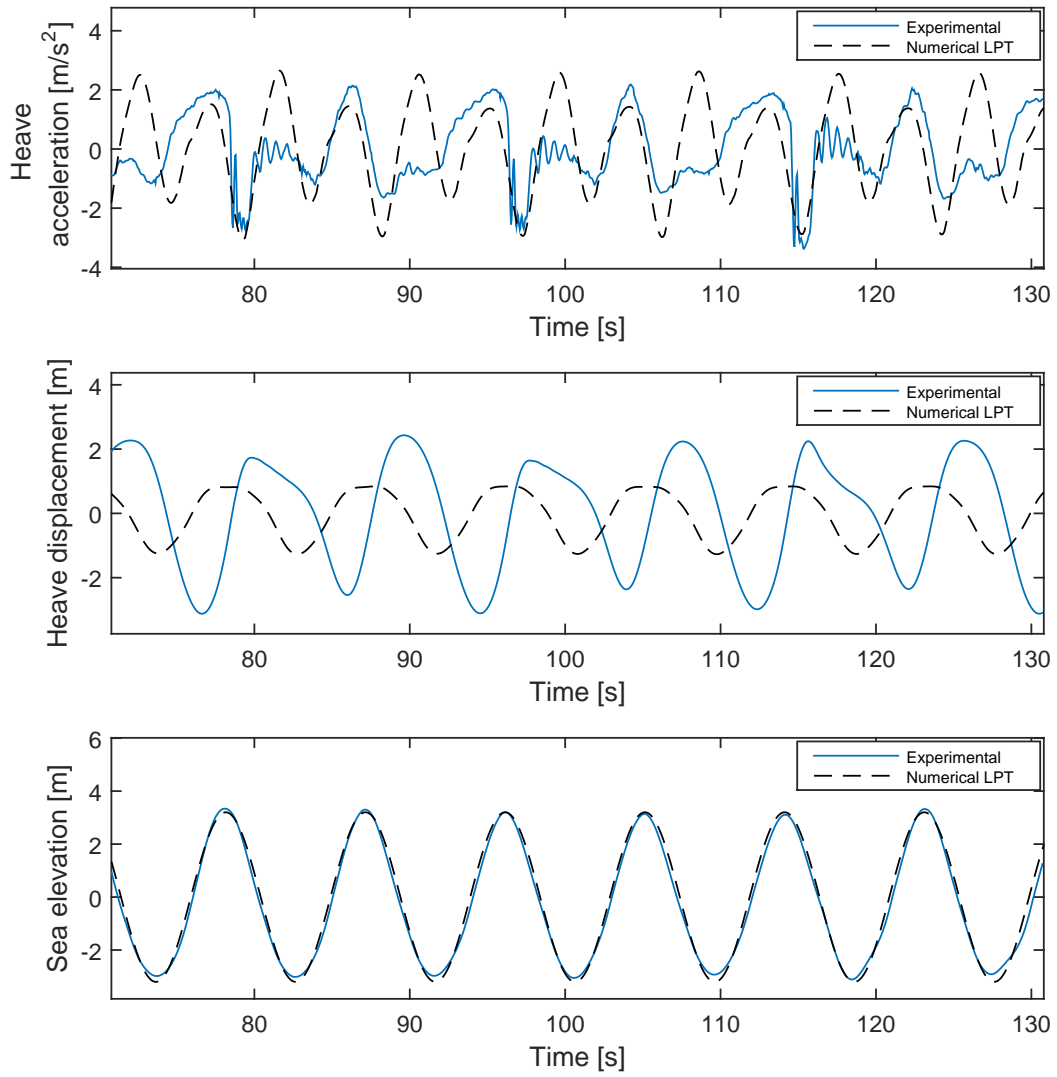 Heave
acceleration [m/s²]
4
2
0
-2
-4
80
90
100
110
120
130
Time [s]
Experimental
Numerical LPT
Heave displacement [m]
4
2
0
-2
80
90
100
110
120
130
Time [s]
Experimental
Numerical LPT
Sea elevation [m]
6
4
2
0
-2
80
90
100
110
120
130
Time [s]
Experimental
Numerical LPT